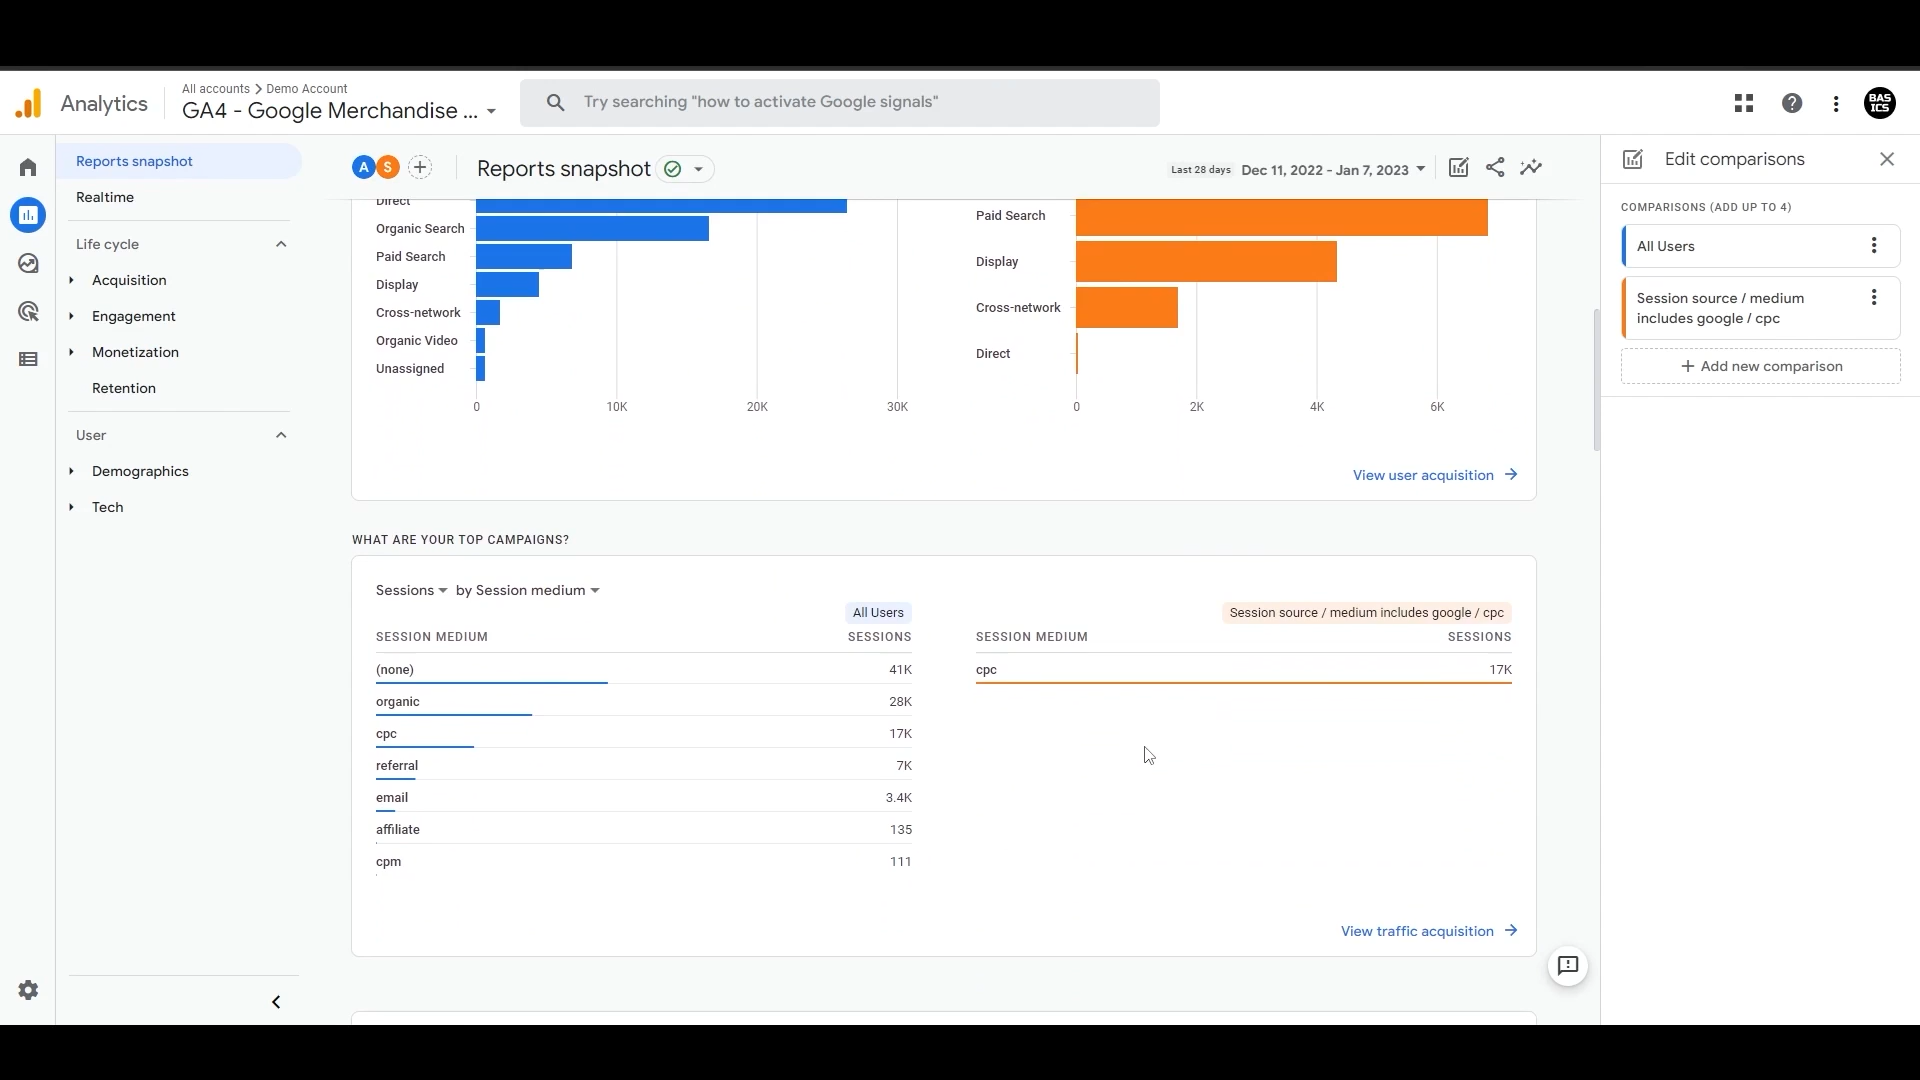 Analytics
All accounts > Demo Account
GA4 - Google Merchandise ...
Try searching "how to activate Google signals"
BAS
ICS
Reports snapshot
Realtime
Life cycle
Acquisition
Engagement
Monetization
Retention
User
Demographics
Tech
A S
Reports snapshot
Last 28 days Dec 11, 2022 - Jan 7, 2023
Direct
Organic Search
Paid Search
Display
Cross-network
Organic Video
Unassigned
0 10K 20K 30K
Paid Search
Display
Cross-network
Direct
0 2K 4K 6K
View user acquisition
WHAT ARE YOUR TOP CAMPAIGNS?
Sessions by Session medium
All Users
SESSION MEDIUM SESSIONS
(none) 41K
organic 28K
cpc 17K
referral 7K
email 3.4K
affiliate 135
cpm 111
Session source / medium includes google / cpc
SESSION MEDIUM SESSIONS
cpc 17K
View traffic acquisition
Edit comparisons
COMPARISONS (ADD UP TO 4)
All Users
Session source / medium
includes google / cpc
+ Add new comparison